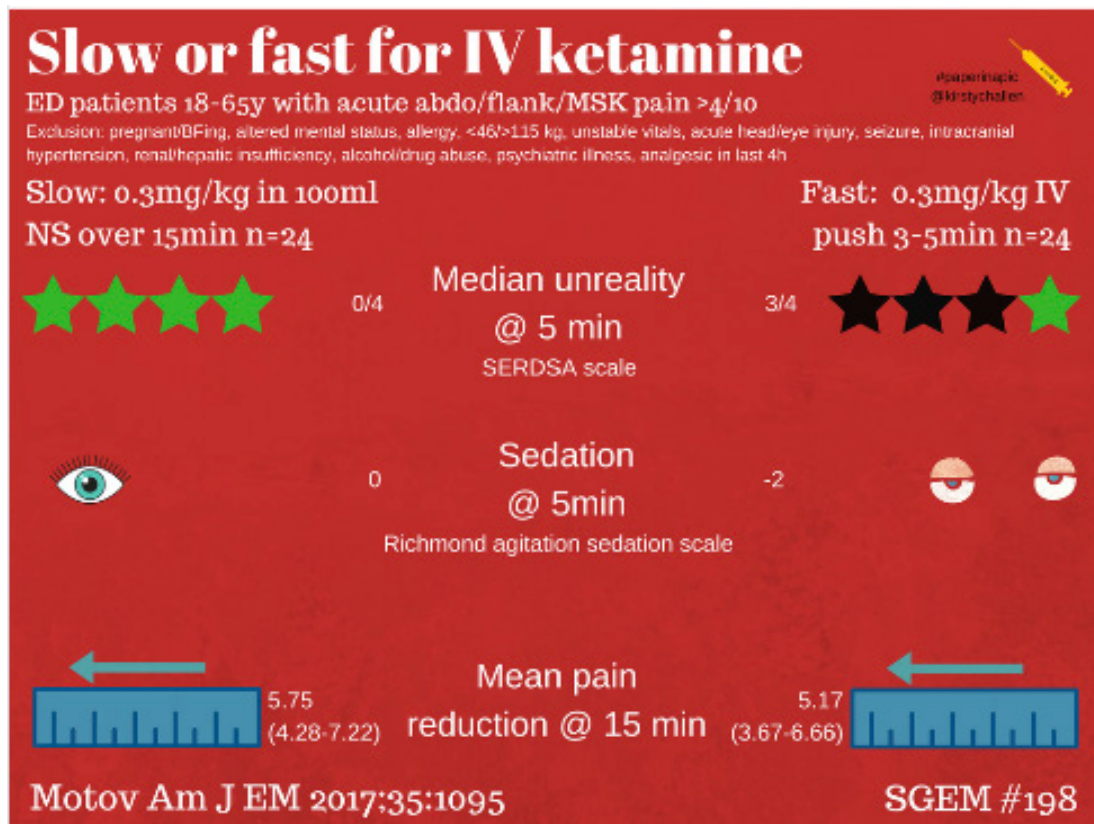 Slow or fast for IV ketamine
#paperinapic
@kirstychallen
ED patients 18-65y with acute abdo/flank/MSK pain >4/10
Exclusion: pregnant/BFing, altered mental status, allergy, <46/>115 kg, unstable vitals, acute head/eye injury, seizure, intracranial
hypertension, renal/hepatic insufficiency, alcohol/drug abuse, psychiatric illness, analgesic in last 4h
Slow: 0.3mg/kg in 100ml
NS over 15min n=24
Fast: 0.3mg/kg IV
push 3-5min n=24
0/4
Median unreality
@ 5 min
SERDSA scale
3/4
0
Sedation
@ 5min
Richmond agitation sedation scale
-2
5.75
(4.28-7.22)
Mean pain
reduction @ 15 min
5.17
(3.67-6.66)
Motov Am J EM 2017;35:1095
SGEM #198